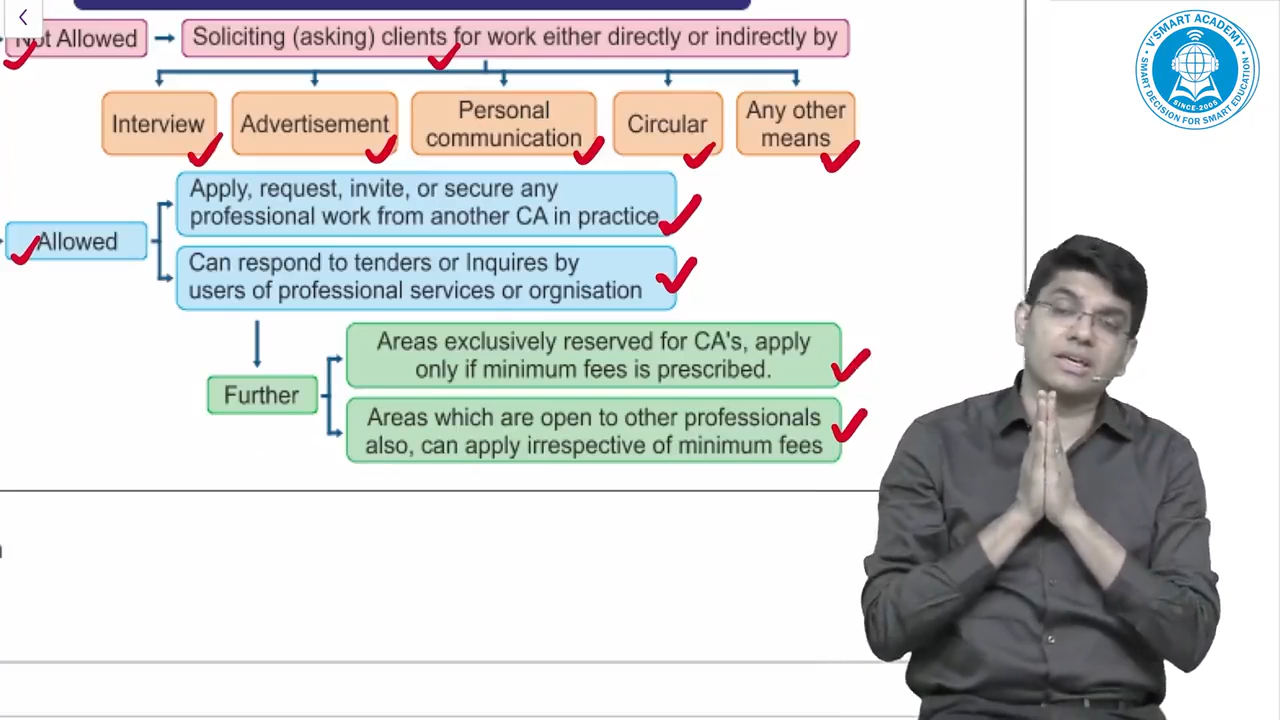 Not Allowed
Soliciting (asking) clients for work either directly or indirectly by
Interview
Advertisement
Personal
communication
Circular
Any other
means
Allowed
Apply, request, invite, or secure any
professional work from another CA in practice
Can respond to tenders or Inquires by
users of professional services or orgnisation
Further
Areas exclusively reserved for CA's, apply
only if minimum fees is prescribed.
Areas which are open to other professionals
also, can apply irrespective of minimum fees
V'SMART ACADEMY
SINCE-2006
SMART DECISION FOR SMART EDUCATION